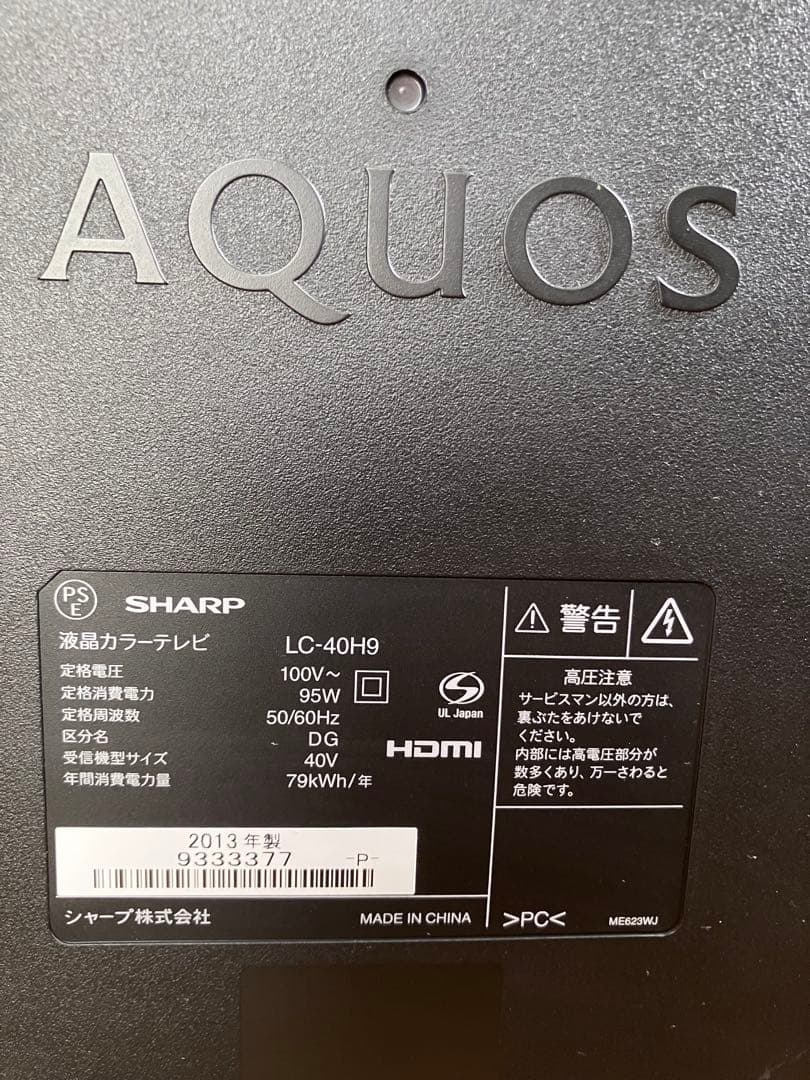 AQUOS
PS
E
SHARP
液晶カラーテレビ LC-40H9
定格電圧 100V～
定格消費電力 95W
定格周波数 50/60Hz
区分名 DG
受信機型サイズ 40V
年間消費電力量 79kWh/年
S
UL Japan
HDMI
2013年製
9333377 -P-
シャープ株式会社 MADE IN CHINA
警告
高圧注意
サービスマン以外の方は、
裏ぶたをあけないで
ください。
内部には高電圧部分が
数多くあり、万一さわると
危険です。
>PC< ME623WJ